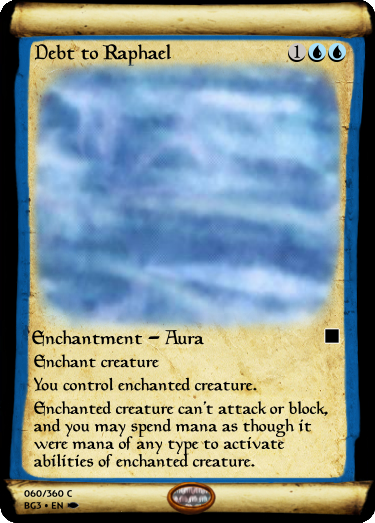 Debt to Raphael 1
Enchantment – Aura
Enchant creature
You control enchanted creature.
Enchanted creature can't attack or block,
and you may spend mana as though it
were mana of any type to activate
abilities of enchanted creature.
060/360 C
BG3 • EN